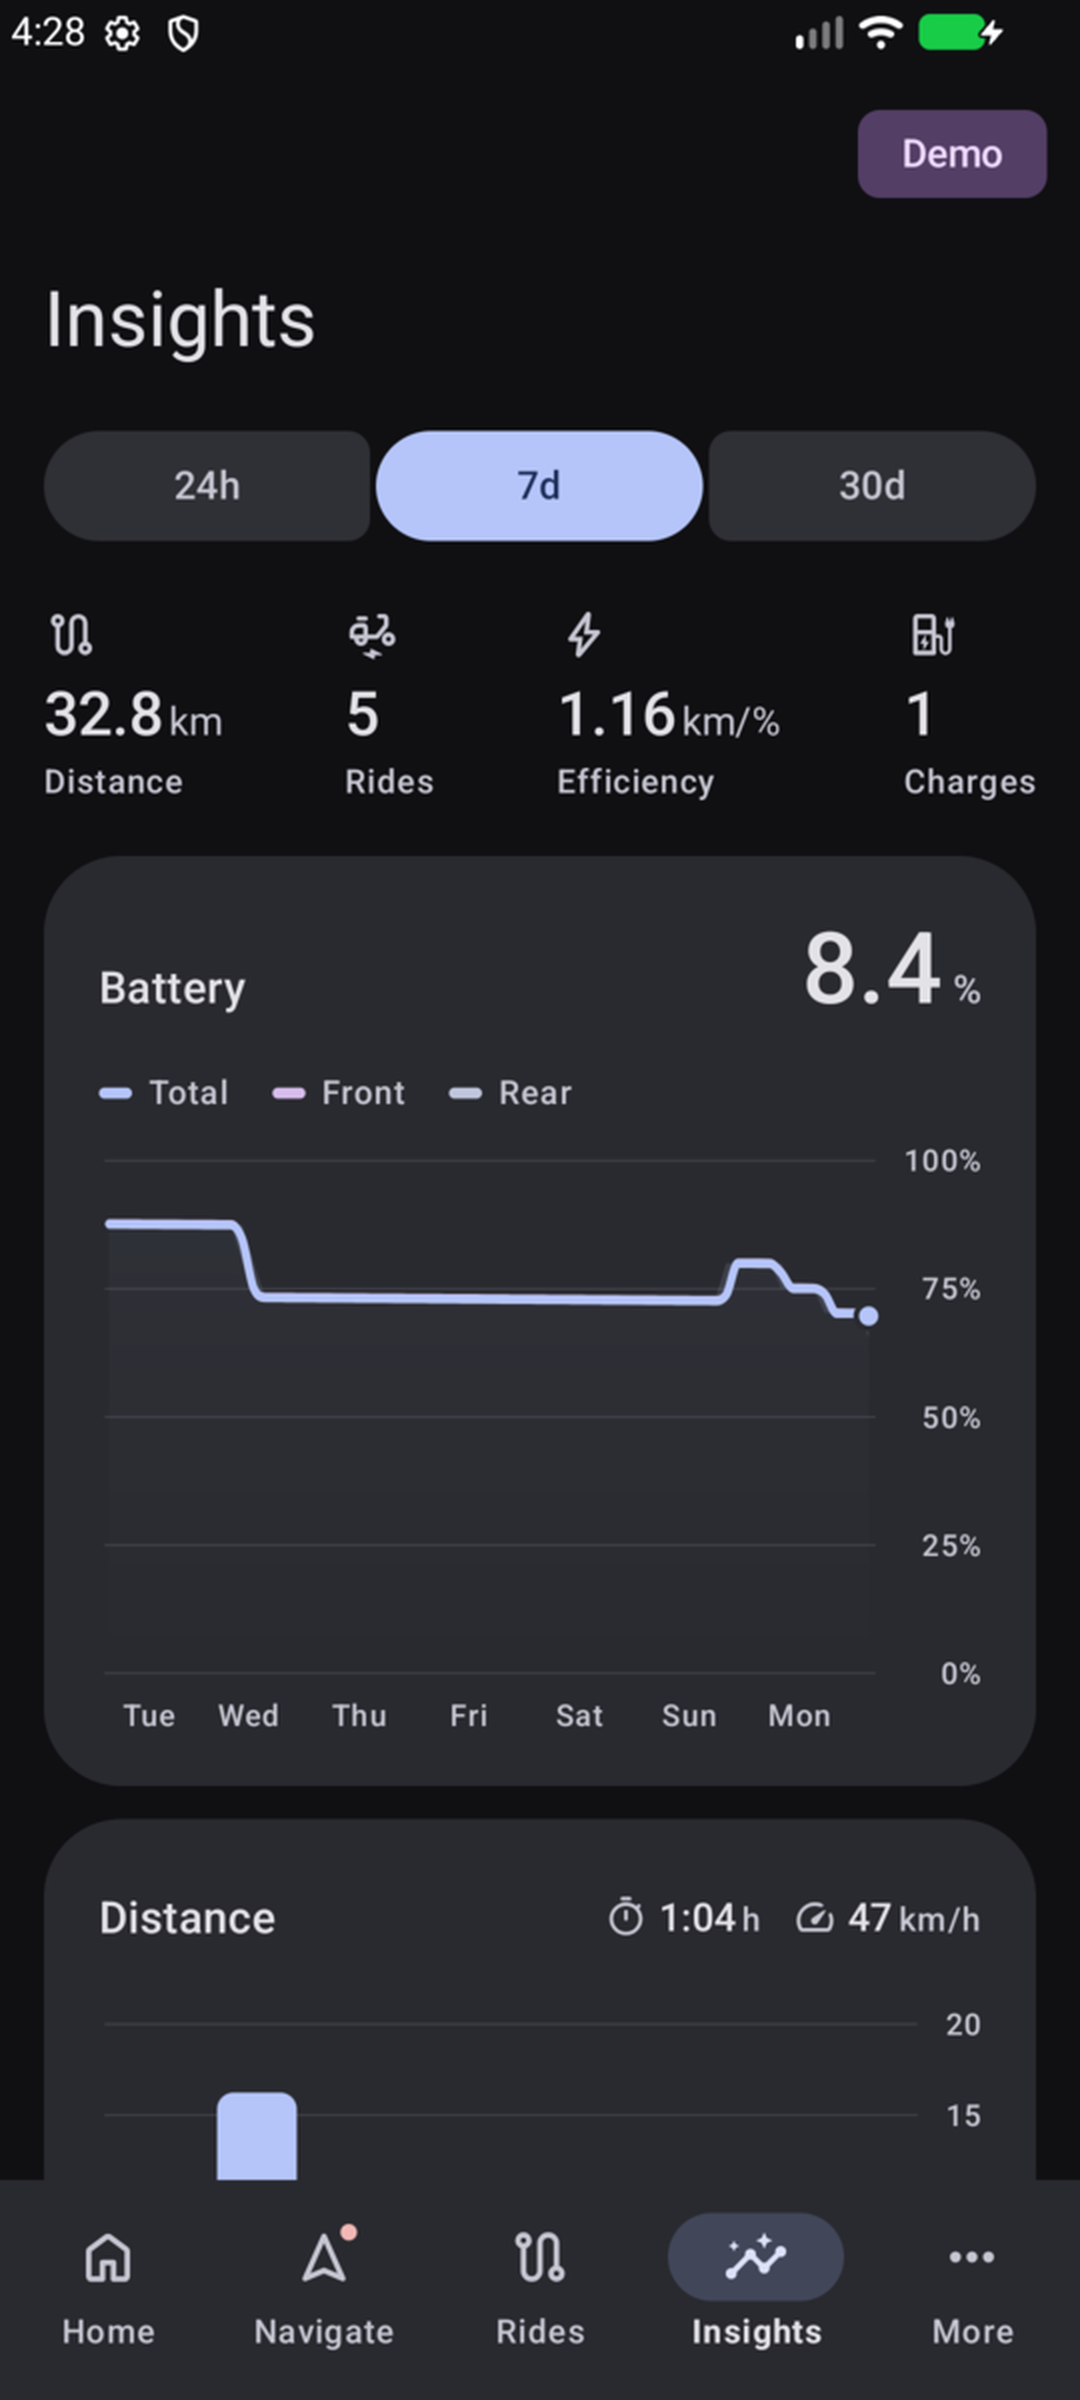 4:28
Demo
Insights
24h 7d 30d
32.8 km 5 1.16 km/% 1
Distance Rides Efficiency Charges
Battery 8.4 %
Total Front Rear
100%
75%
50%
25%
0%
Tue Wed Thu Fri Sat Sun Mon
Distance 1:04 h 47 km/h
20
15
Home Navigate Rides Insights More